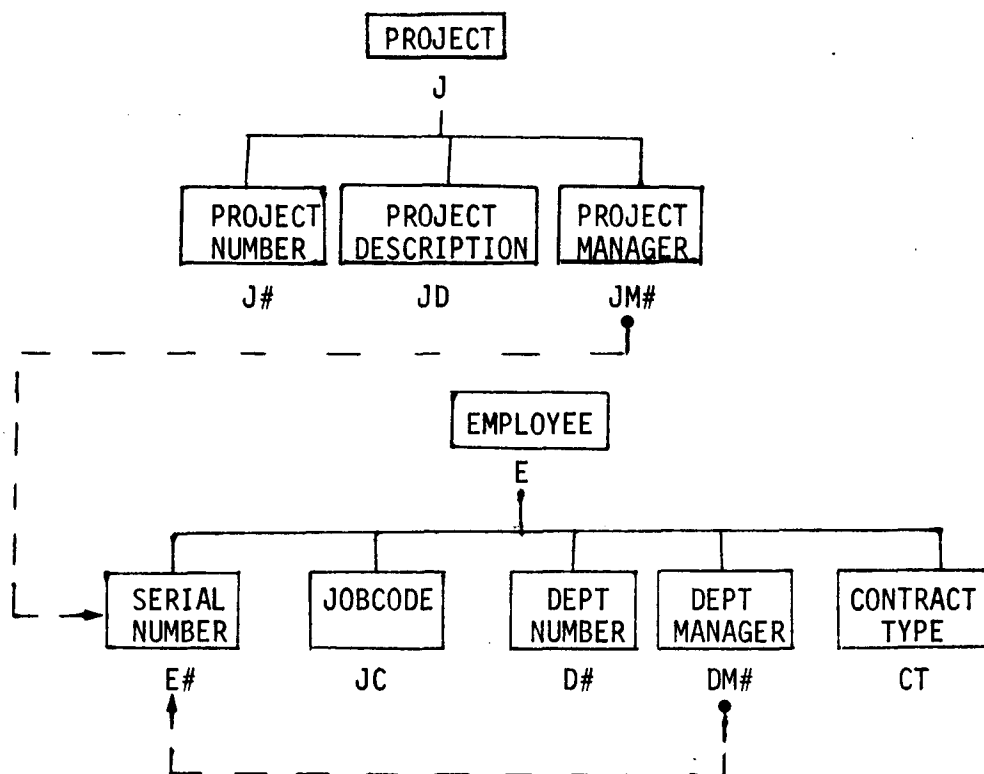 PROJECT
J
PROJECT NUMBER
PROJECT DESCRIPTION
PROJECT MANAGER
J#
JD
JM#
EMPLOYEE
E
SERIAL NUMBER
JOBCODE
DEPT NUMBER
DEPT MANAGER
CONTRACT TYPE
E#
JC
D#
DM#
CT